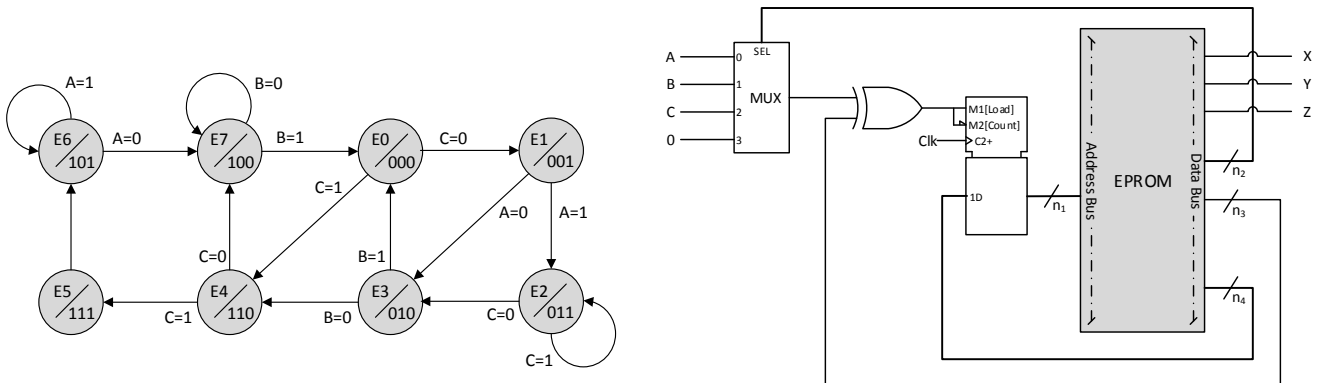 A=1
B=0
E6
101
A=0
E7
100
B=1
E0
000
C=0
E1
001
C=1
A=0
A=1
C=0
B=1
E5
111
C=1
E4
110
B=0
E3
010
C=0
E2
011
C=1
SEL
A
0
B
1
MUX
C
2
0
3
M1[Load]
M2[Count]
Clk
C2+
1D
n1
Address Bus
EPROM
Data Bus
X
Y
Z
n2
n3
n4